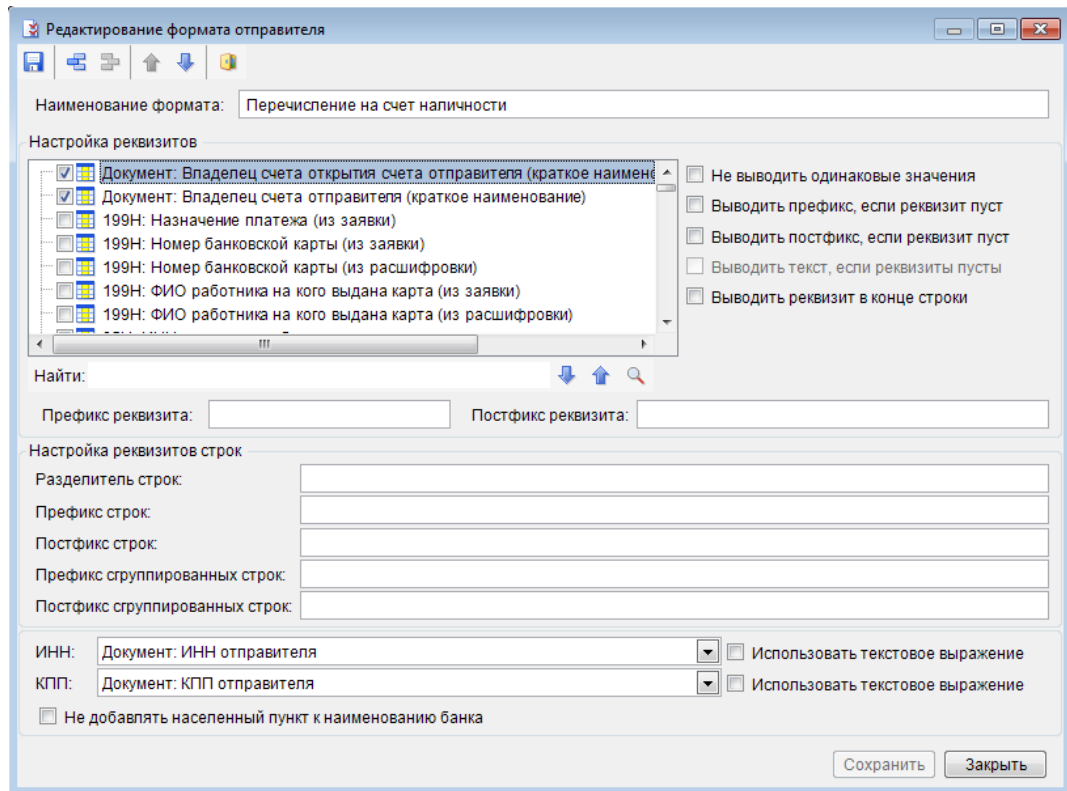 Редактирование формата отправителя
Наименование формата: Перечисление на счет наличности
Настройка реквизитов
Документ: Владелец счета открытия счета отправителя (краткое наимено
Документ: Владелец счета отправителя (краткое наименование)
199Н: Назначение платежа (из заявки)
199Н: Номер банковской карты (из заявки)
199Н: Номер банковской карты (из расшифровки)
199Н: ФИО работника на кого выдана карта (из заявки)
199Н: ФИО работника на кого выдана карта (из расшифровки)
Не выводить одинаковые значения
Выводить префикс, если реквизит пуст
Выводить постфикс, если реквизит пуст
Выводить текст, если реквизиты пусты
Выводить реквизит в конце строки
Найти:
Префикс реквизита: Постфикс реквизита:
Настройка реквизитов строк
Разделитель строк:
Префикс строк:
Постфикс строк:
Префикс сгруппированных строк:
Постфикс сгруппированных строк:
ИНН: Документ: ИНН отправителя Использовать текстовое выражение
КПП: Документ: КПП отправителя Использовать текстовое выражение
Не добавлять населенный пункт к наименованию банка
Сохранить Закрыть